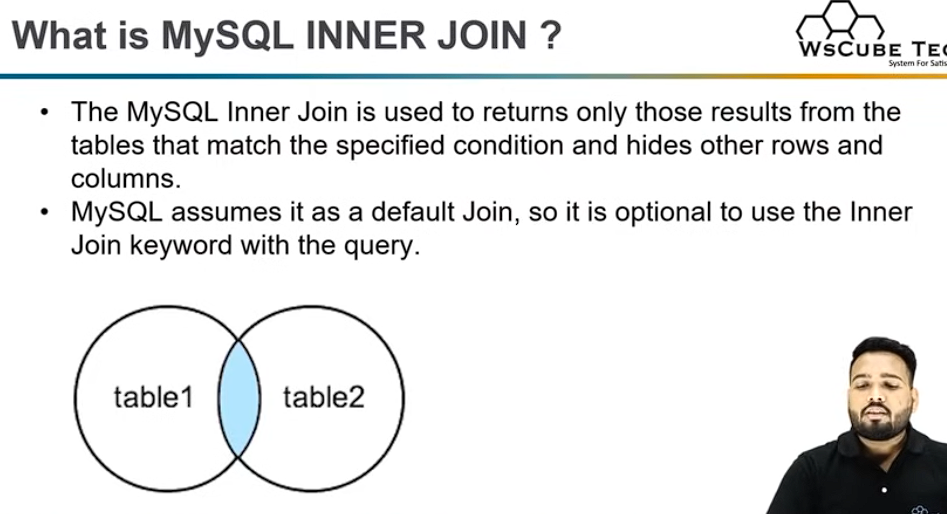 What is MySQL INNER JOIN ?
WSCUBE TEC
System For Satis
• The MySQL Inner Join is used to returns only those results from the
tables that match the specified condition and hides other rows and
columns.
• MySQL assumes it as a default Join, so it is optional to use the Inner
Join keyword with the query.
table1
table2